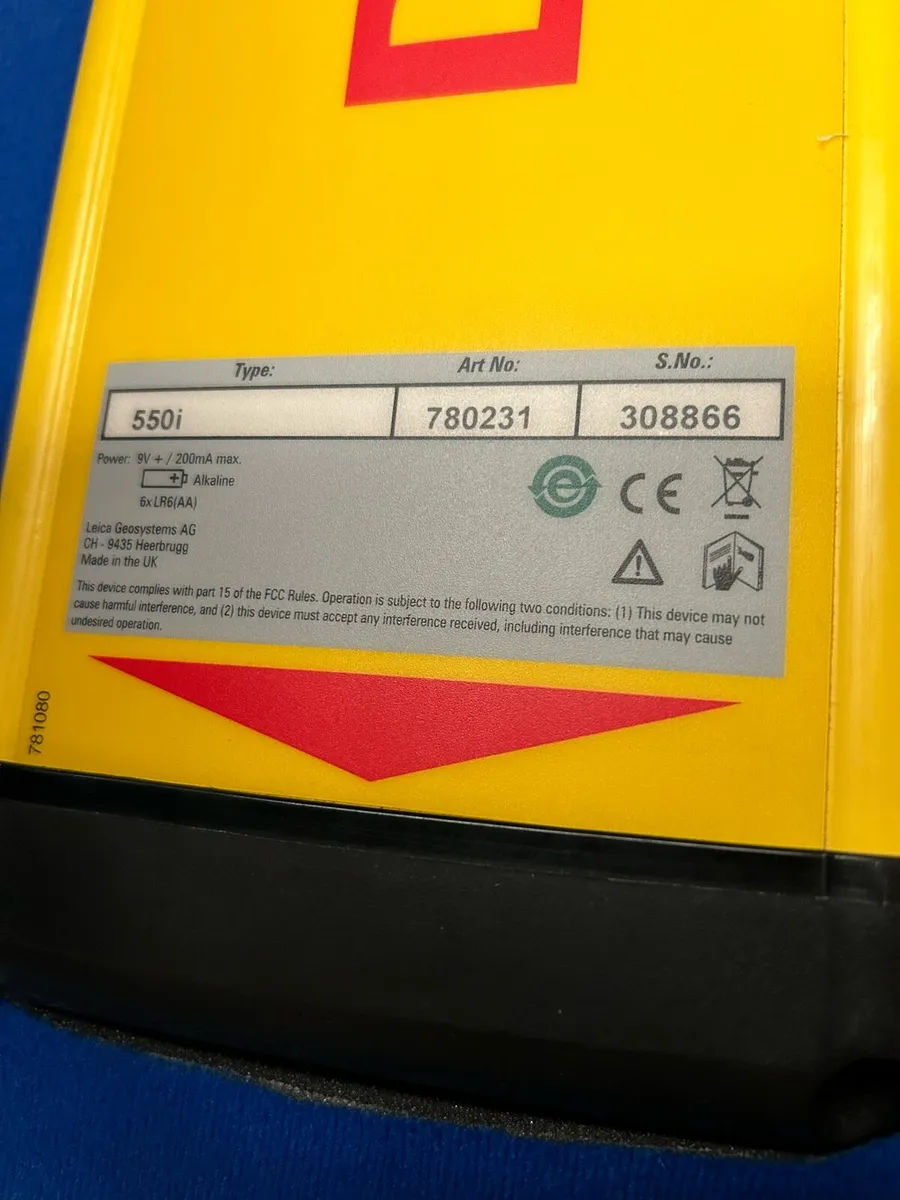 Type: Art No: S.No.:
550i 780231 308866
Power: 9V + / 200mA max.
+ Alkaline
6xLR6(AA)
Leica Geosystems AG
CH - 9435 Heerbrugg
Made in the UK
e CE
This device complies with part 15 of the FCC Rules. Operation is subject to the following two conditions: (1) This device may not
cause harmful interference, and (2) this device must accept any interference received, including interference that may cause
undesired operation.
781080